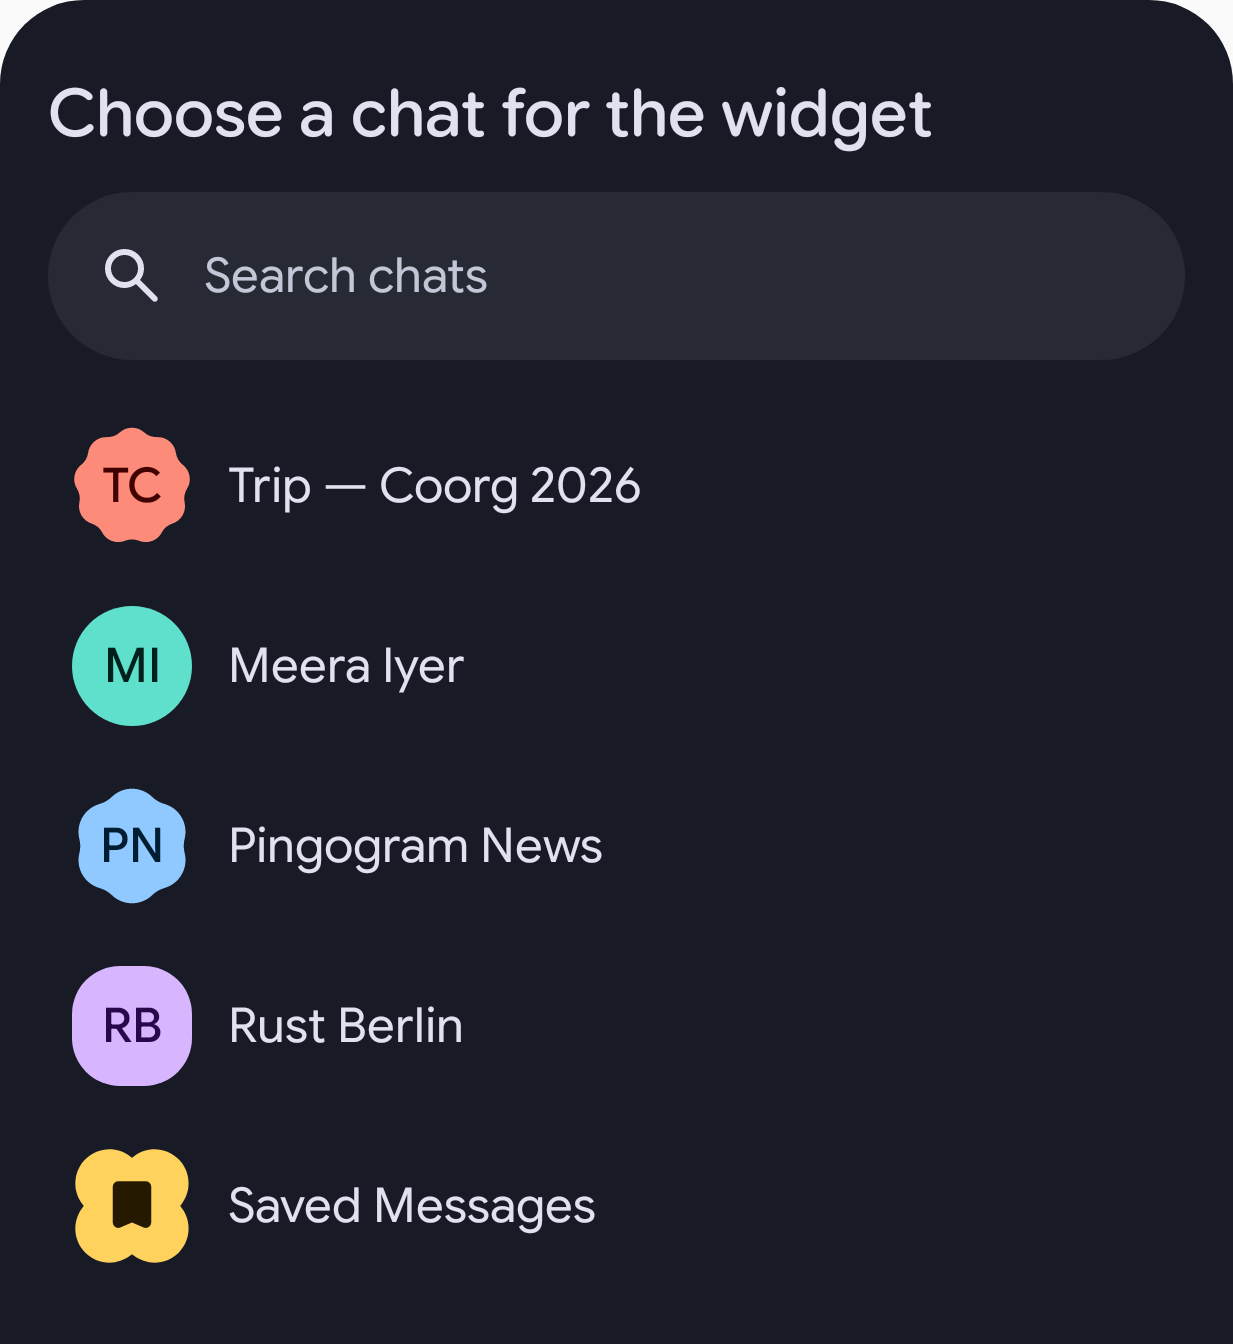 Choose a chat for the widget
Search chats
TC Trip — Coorg 2026
MI Meera Iyer
PN Pingogram News
RB Rust Berlin
Saved Messages